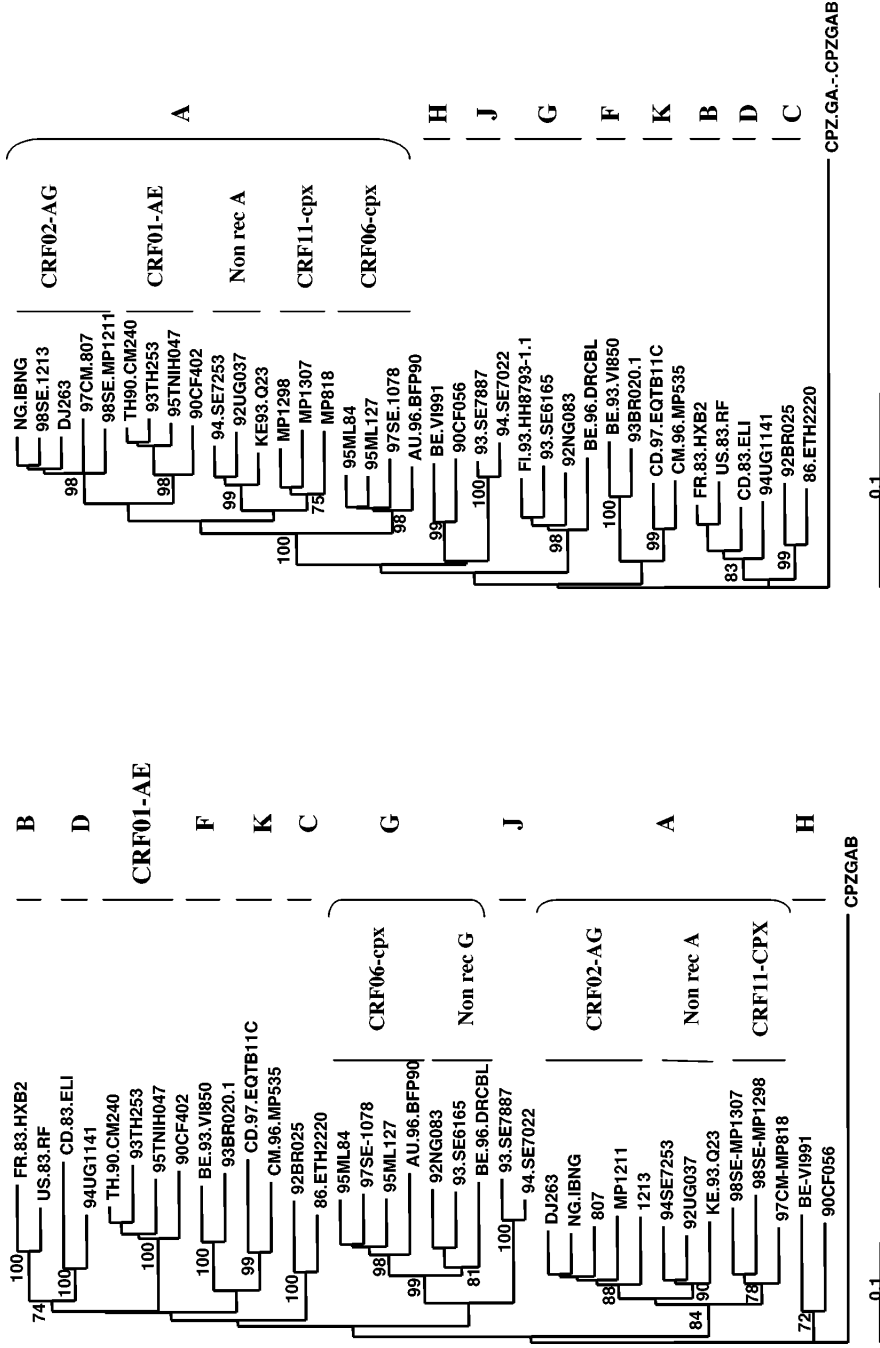 NG.IBNG
98SE.1213
DJ263
97CM.807
98SE.MP1211
TH90.CM240
93TH253
95TNIH047
90CF402
94.SE7253
92UG037
KE93.Q23
MP1298
MP1307
MP818
95ML84
95ML127
97SE.1078
AU.96.BFP90
BE.VI991
90CF056
93.SE7887
94.SE7022
FI.93.HH8793-1.1
93.SE6165
92NG083
BE.96.DRCBL
BE.93.VI850
93BR020.1
CD.97.EQTB11C
CM.96.MP535
FR.83.HXB2
US.83.RF
CD.83.ELI
94UG1141
92BR025
86.ETH2220
CPZ.GA.-.CPZGAB
98
98
99
75
98
100
99
100
98
100
99
83
99
CRF02-AG
CRF01-AE
Non rec A
CRF11-cpx
CRF06-cpx
A
H
J
G
F
K
B
D
C
0.1
FR.83.HXB2
US.83.RF
CD.83.ELI
94UG1141
TH.90.CM240
93TH253
95TNIH047
90CF402
BE.93.VI850
93BR020.1
CD.97.EQTB11C
CM.96.MP535
92BR025
86.ETH2220
95ML84
97SE-1078
95ML127
AU.96.BFP90
92NG083
93.SE6165
BE.96.DRCBL
93.SE7887
94.SE7022
DJ263
NG.IBNG
807
MP1211
1213
94SE7253
92UG037
KE.93.Q23
98SE-MP1307
98SE-MP1298
97CM-MP818
BE-VI991
90CF056
CPZGAB
100
74
100
100
100
99
100
98
99
81
100
88
90
84
78
72
B
D
CRF01-AE
F
K
C
G
CRF06-cpx
Non rec G
J
A
CRF02-AG
Non rec A
CRF11-CPX
H
0.1